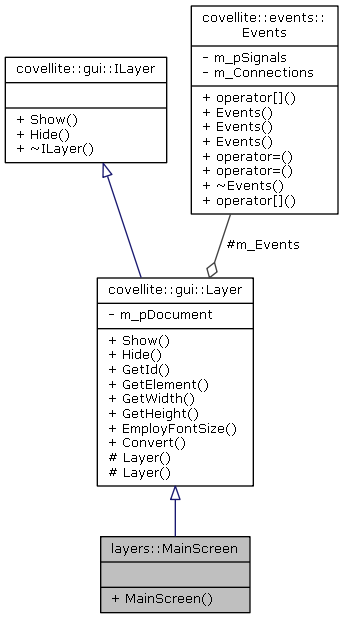 covellite::events::
Events
- m_pSignals
- m_Connections
+ operator[]()
+ Events()
+ Events()
+ Events()
+ operator=()
+ operator=()
+ ~Events()
+ operator[]()
covellite::gui::ILayer
+ Show()
+ Hide()
+ ~ILayer()
#m_Events
covellite::gui::Layer
- m_pDocument
+ Show()
+ Hide()
+ GetId()
+ GetElement()
+ GetWidth()
+ GetHeight()
+ EmployFontSize()
+ Convert()
# Layer()
# Layer()
layers::MainScreen
+ MainScreen()